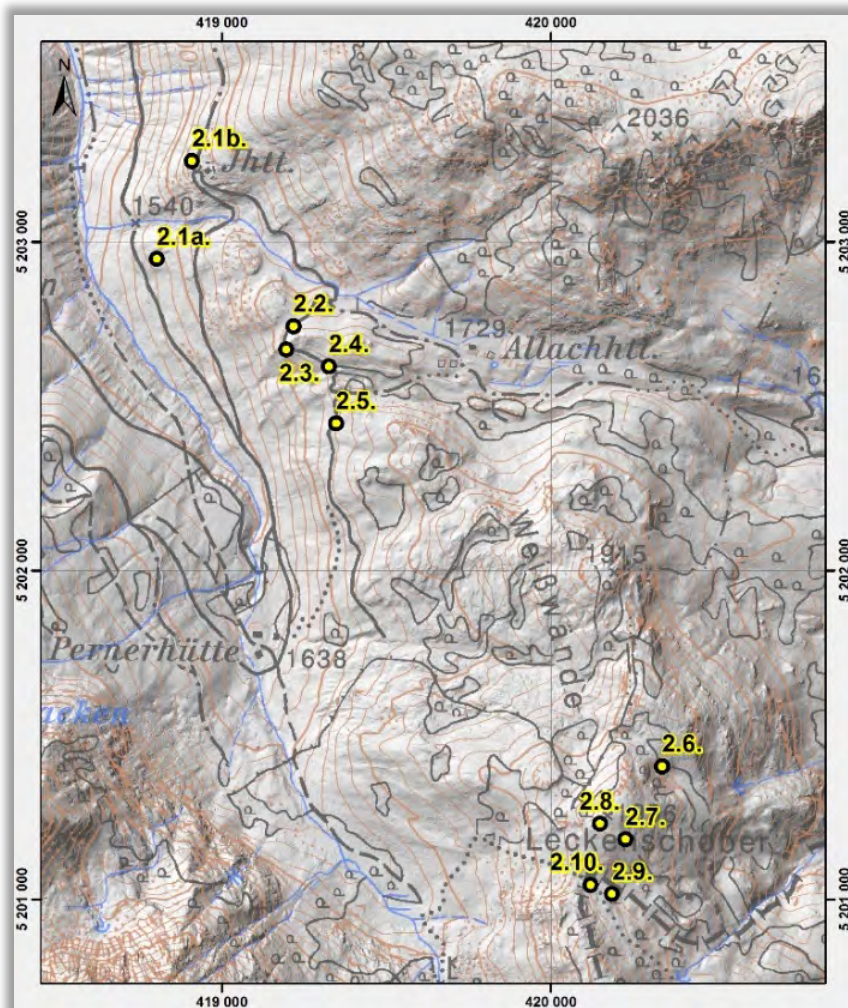 419 000
420 000
N
2.1b.
Jhtt.
2036
1540
5 203 000
5 203 000
2.1a.
2.2.
1729
2.3.
2.4.
Allachhtt.
2.5.
Weißwände
1915
5 202 000
5 202 000
Pernerhütte
1638
acken
2.6.
2.8.
2.7.
Leckenschober
2.10.
2.9.
5 201 000
5 201 000
419 000
420 000